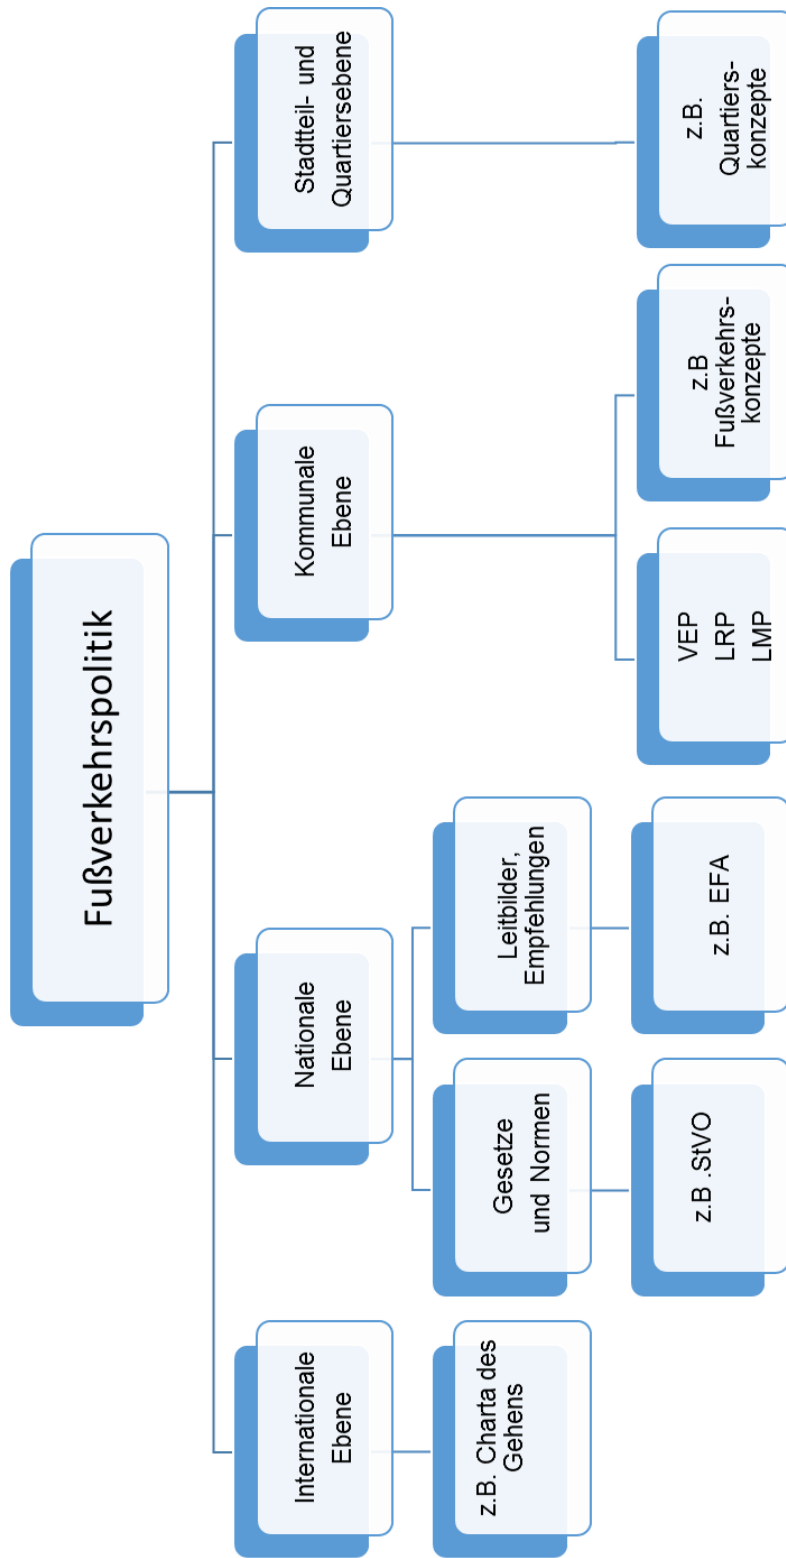 Fußverkehrspolitik
Internationale
Ebene
Nationale
Ebene
Kommunale
Ebene
Stadtteil- und
Quartiersebene
z.B. Charta des
Gehens
Gesetze
und Normen
Leitbilder,
Empfehlungen
z.B .StVO
z.B. EFA
VEP
LRP
LMP
z.B
Fußverkehrs-
konzepte
z.B.
Quartiers-
konzepte